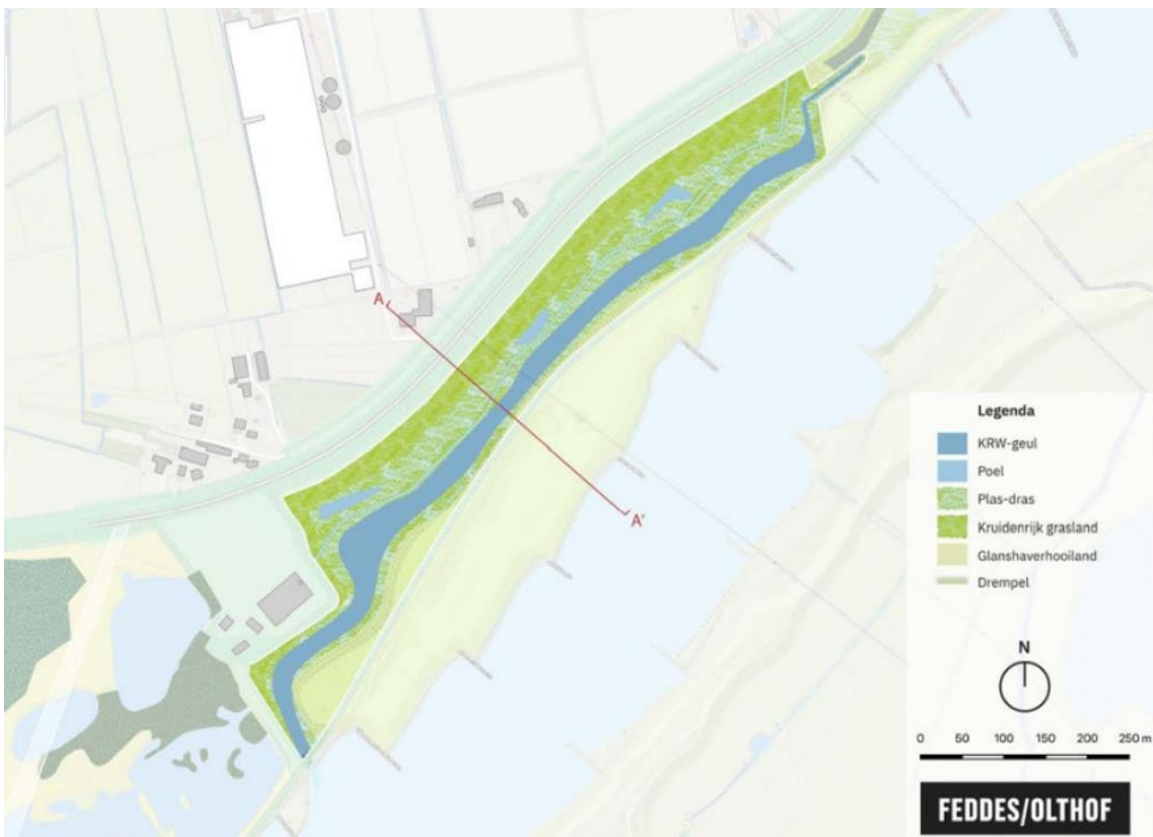 A
A'
Legenda
KRW-geul
Poel
Plas-dras
Kruidenrijk grasland
Glanshaverhooiland
Drempel
N
0 50 100 150 200 250 m
FEDDES/OLTHOF